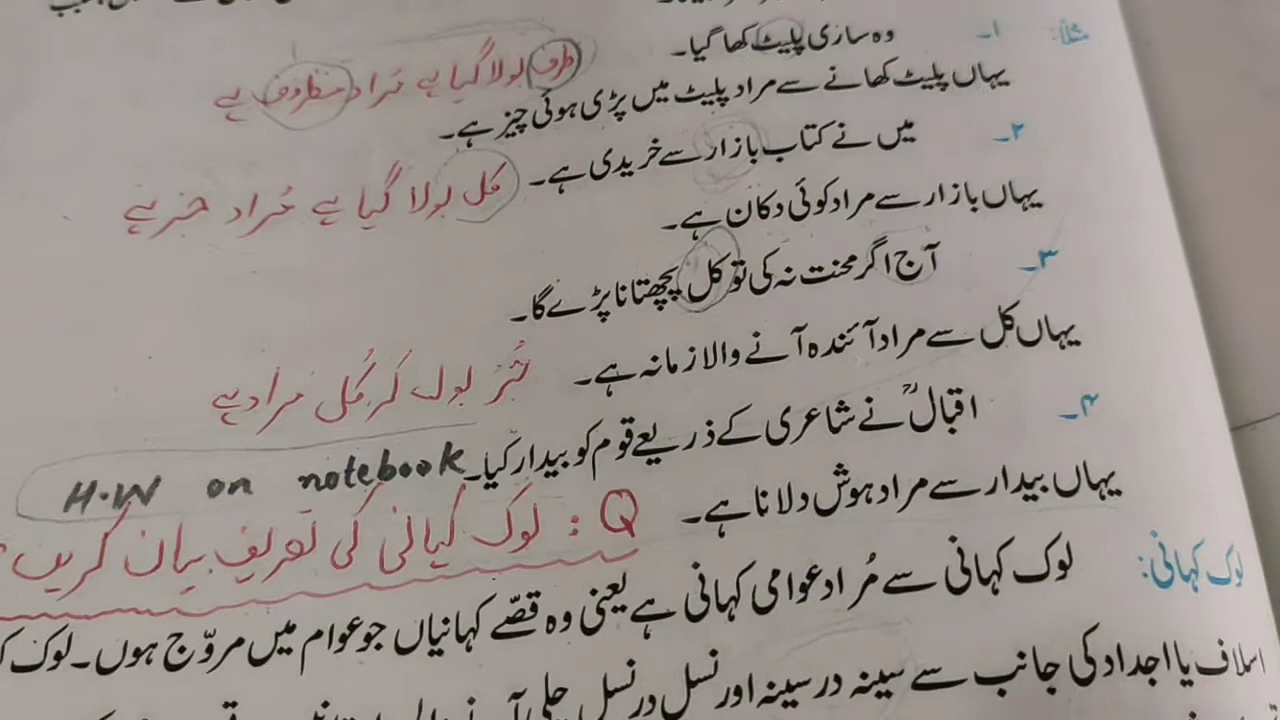 مثلاً: ۱۔ وہ ساری پلیٹ کھا گیا۔
ظرف بولا گیا ہے مُراد مظروف ہے
یہاں پلیٹ کھانے سے مراد پلیٹ میں پڑی ہوئی چیز ہے۔
۲۔ میں نے کتاب بازار سے خریدی ہے۔
کل بولا گیا ہے مُراد جز ہے
یہاں بازار سے مراد کوئی دکان ہے۔
۳۔ آج اگر محنت نہ کی تو کل پچھتانا پڑے گا۔
یہاں کل سے مراد آئندہ آنے والا زمانہ ہے۔
جُز بول کر کُل مراد ہے
۴۔ اقبالؒ نے شاعری کے ذریعے قوم کو بیدار کیا۔
H.W on notebook
یہاں بیدار سے مراد ہوش دلانا ہے۔
Q : لوک کہانی کی تعریف بیان کریں
لوک کہانی: لوک کہانی سے مُراد عوامی کہانی ہے یعنی وہ قصّے کہانیاں جو عوام میں مروّج ہوں۔ لوک
اسلاف یا اجداد کی جانب سے سینہ در سینہ اور نسل در نسل چلی